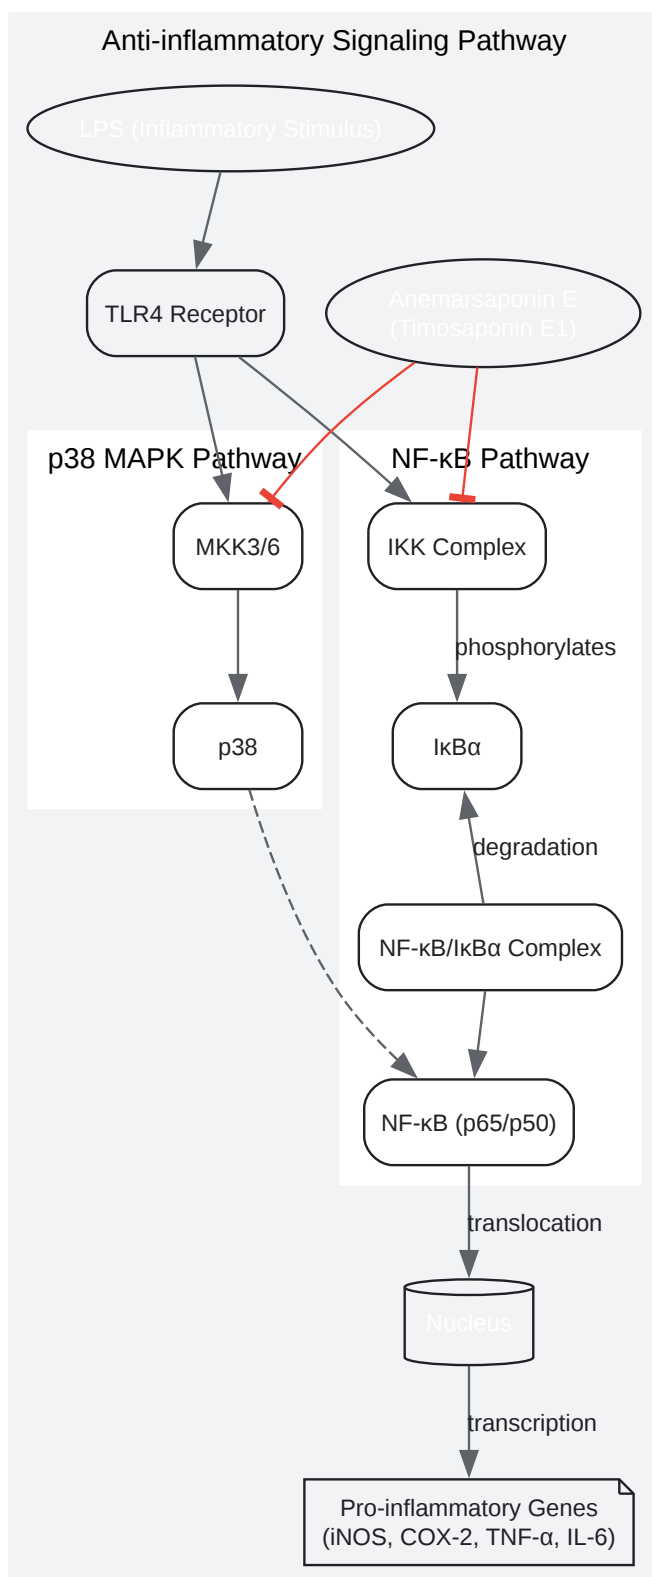 Anti-inflammatory Signaling Pathway
LPS (Inflammatory Stimulus)
TLR4 Receptor
Anemarsaponin E
(Timosaponin E1)
p38 MAPK Pathway
NF-κB Pathway
MKK3/6
IKK Complex
phosphorylates
p38
IκBα
degradation
NF-κB/IκBα Complex
NF-κB (p65/p50)
translocation
Nucleus
transcription
Pro-inflammatory Genes
(iNOS, COX-2, TNF-α, IL-6)